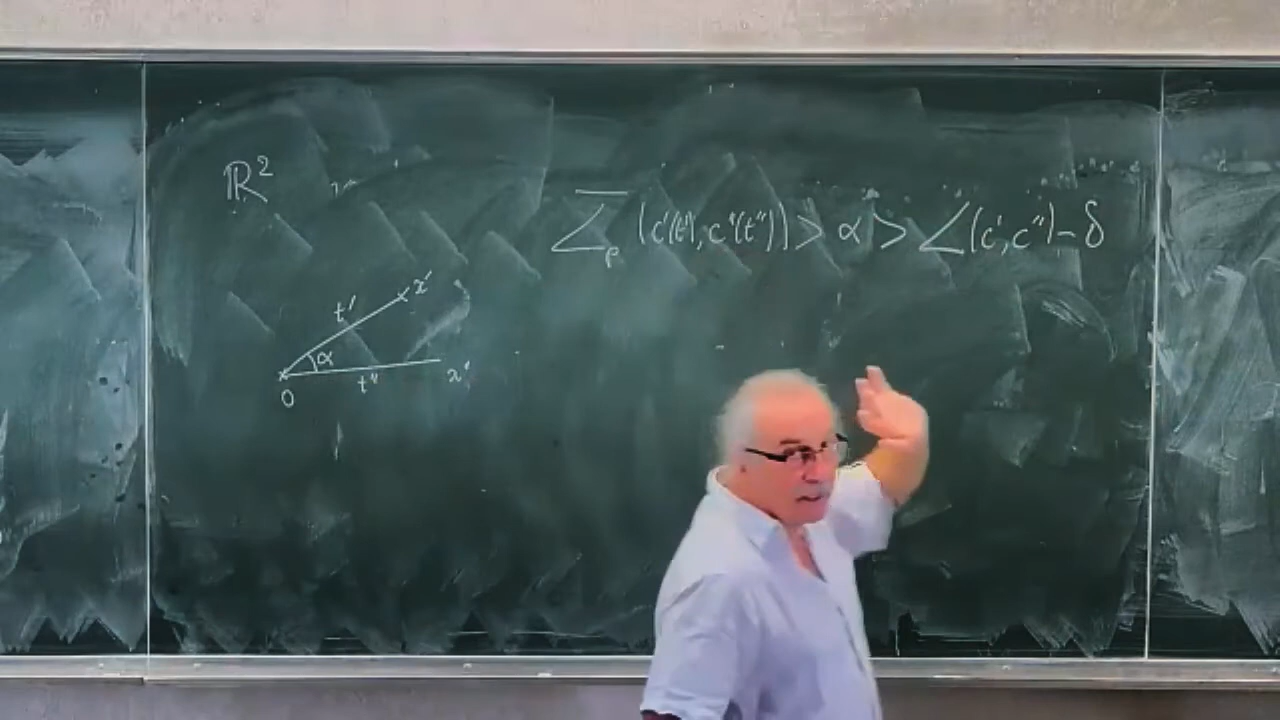 ℝ²
∠̅ₚ (c'(t'), c''(t'')) > α > ∠(c', c'') - δ
t'
x'
α
t''
x''
0